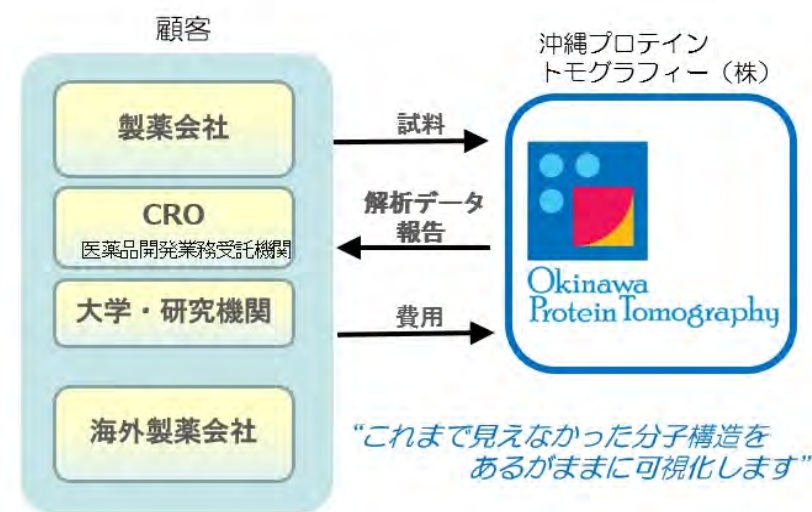 顧客
製薬会社
CRO
医薬品開発業務受託機関
大学・研究機関
海外製薬会社
試料
解析データ
報告
費用
沖縄プロテイン
トモグラフィー（株）
Okinawa
Protein Tomography
“これまで見えなかった分子構造を
あるがままに可視化します”